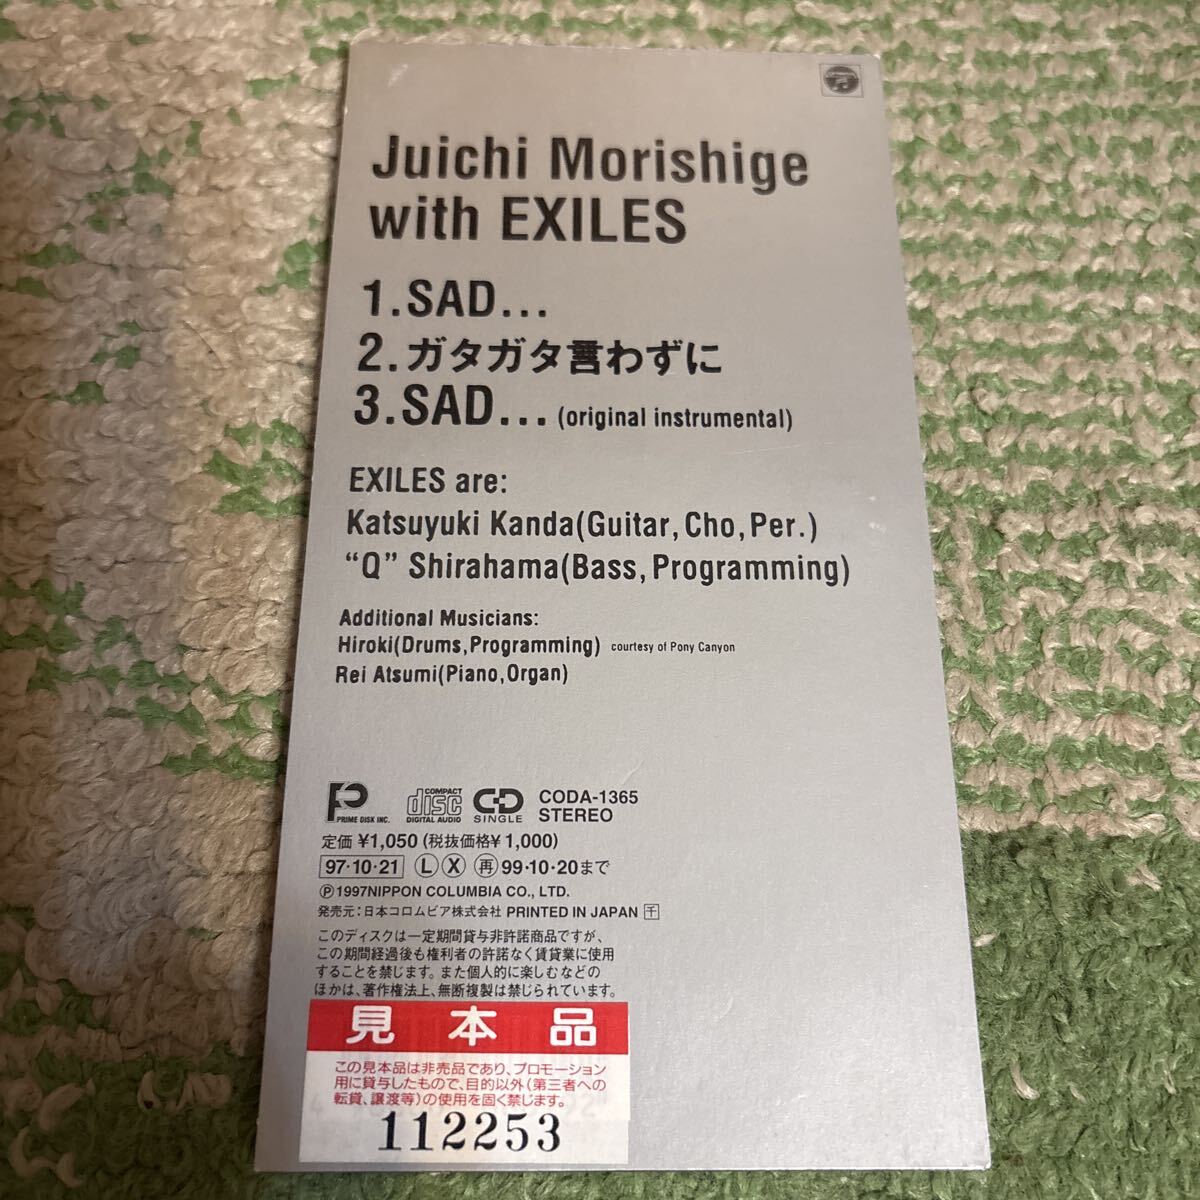 Juichi Morishige
with EXILES
1.SAD...
2.ガタガタ言わずに
3.SAD...(original instrumental)
EXILES are:
Katsuyuki Kanda(Guitar,Cho,Per.)
“Q” Shirahama(Bass,Programming)
Additional Musicians:
Hiroki(Drums,Programming) courtesy of Pony Canyon
Rei Atsumi(Piano,Organ)
PRIME DISK INC.
COMPACT disc DIGITAL AUDIO
CD SINGLE
CODA-1365
STEREO
定価 ¥1,050 (税抜価格¥1,000)
97・10・21 Ⓛ Ⓧ ㊢ 99・10・20まで
Ⓟ1997NIPPON COLUMBIA CO., LTD.
発売元:日本コロムビア株式会社 PRINTED IN JAPAN 千
このディスクは一定期間貸与非許諾商品ですが、
この期間経過後も権利者の許諾なく賃貸業に使用
することを禁じます。また個人的に楽しむなどの
ほかは、著作権法上、無断複製は禁じられています。
見本品
この見本品は非売品であり、プロモーション
用に貸与したもので、目的以外(第三者への
転貸、譲渡等)の使用を固く禁じます。
112253